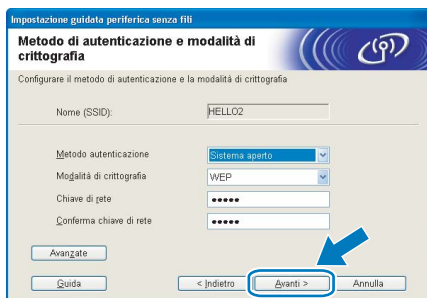 Impostazione guidata periferica senza fili
Metodo di autenticazione e modalità di
crittografia
Configurare il metodo di autenticazione e la modalità di crittografia
Nome (SSID): HELLO2
Metodo autenticazione Sistema aperto
Modalità di crittografia WEP
Chiave di rete •••••
Conferma chiave di rete •••••
Avanzate
Guida < Indietro Avanti > Annulla